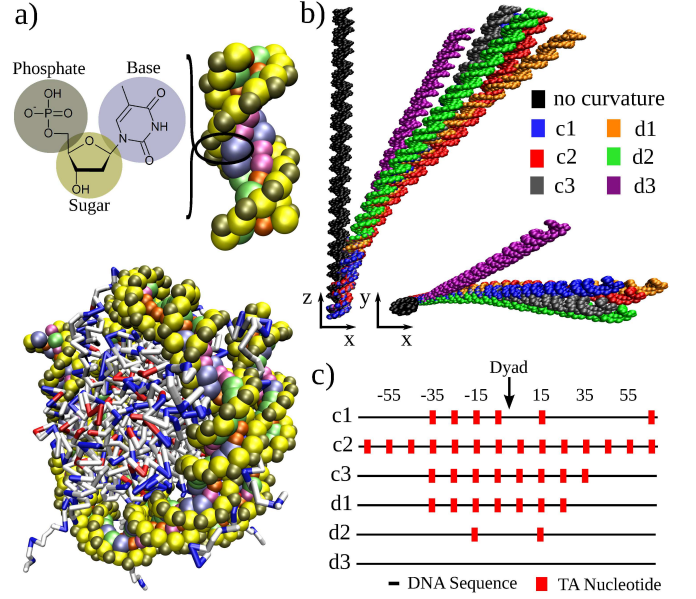 a)
Phosphate
Base
OH
O⁻ P O
O
O
N
NH
O
O
OH
Sugar
b)
no curvature
c1
d1
c2
d2
c3
d3
z
x
y
x
c)
Dyad
-55 -35 -15 15 35 55
c1
c2
c3
d1
d2
d3
DNA Sequence TA Nucleotide